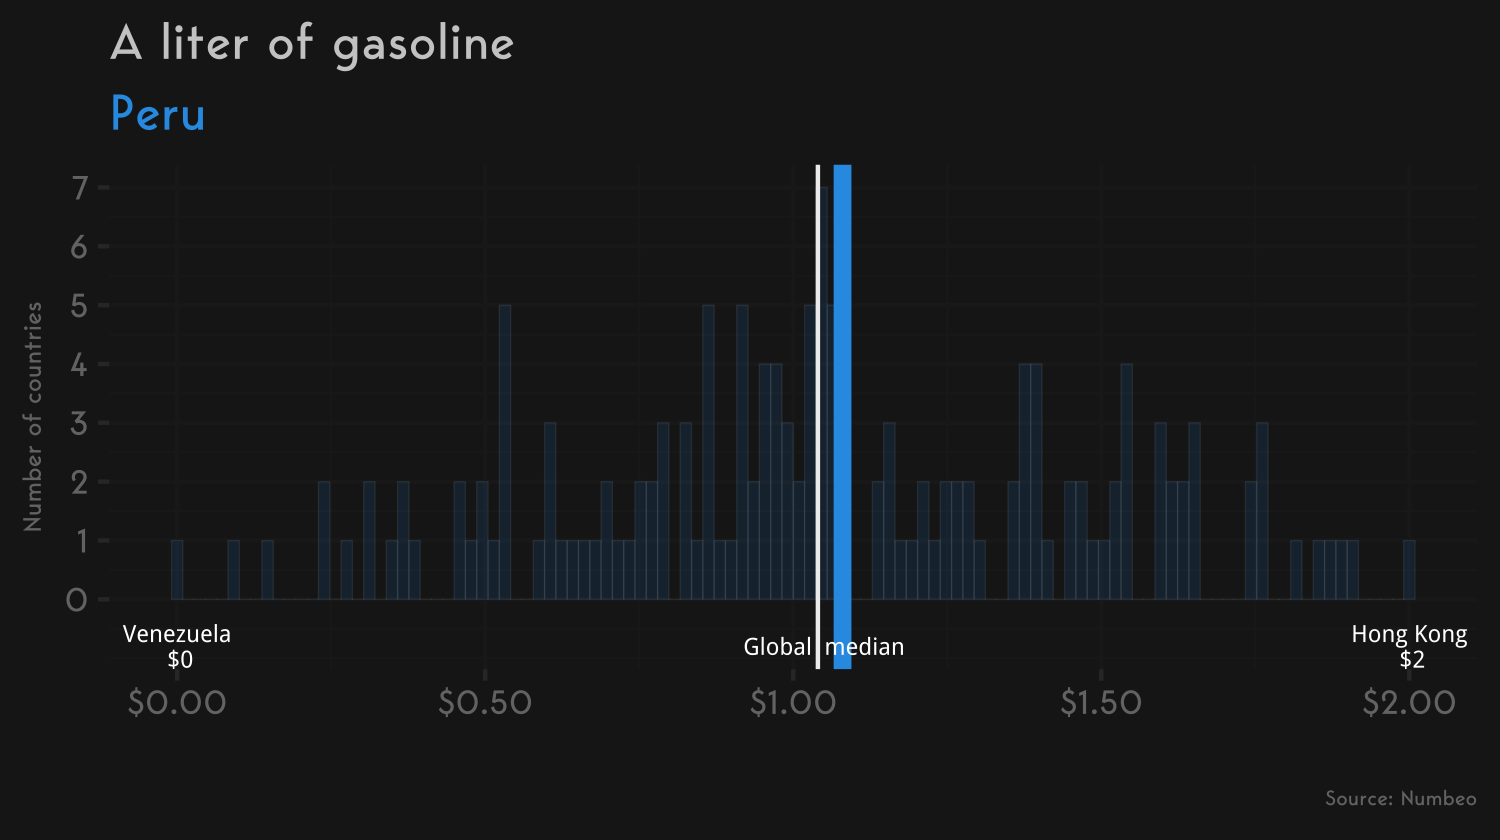 A liter of gasoline
Peru
Number of countries
7
6
5
4
3
2
1
0
Venezuela
$0
Global median
Hong Kong
$2
$0.00 $0.50 $1.00 $1.50 $2.00
Source: Numbeo